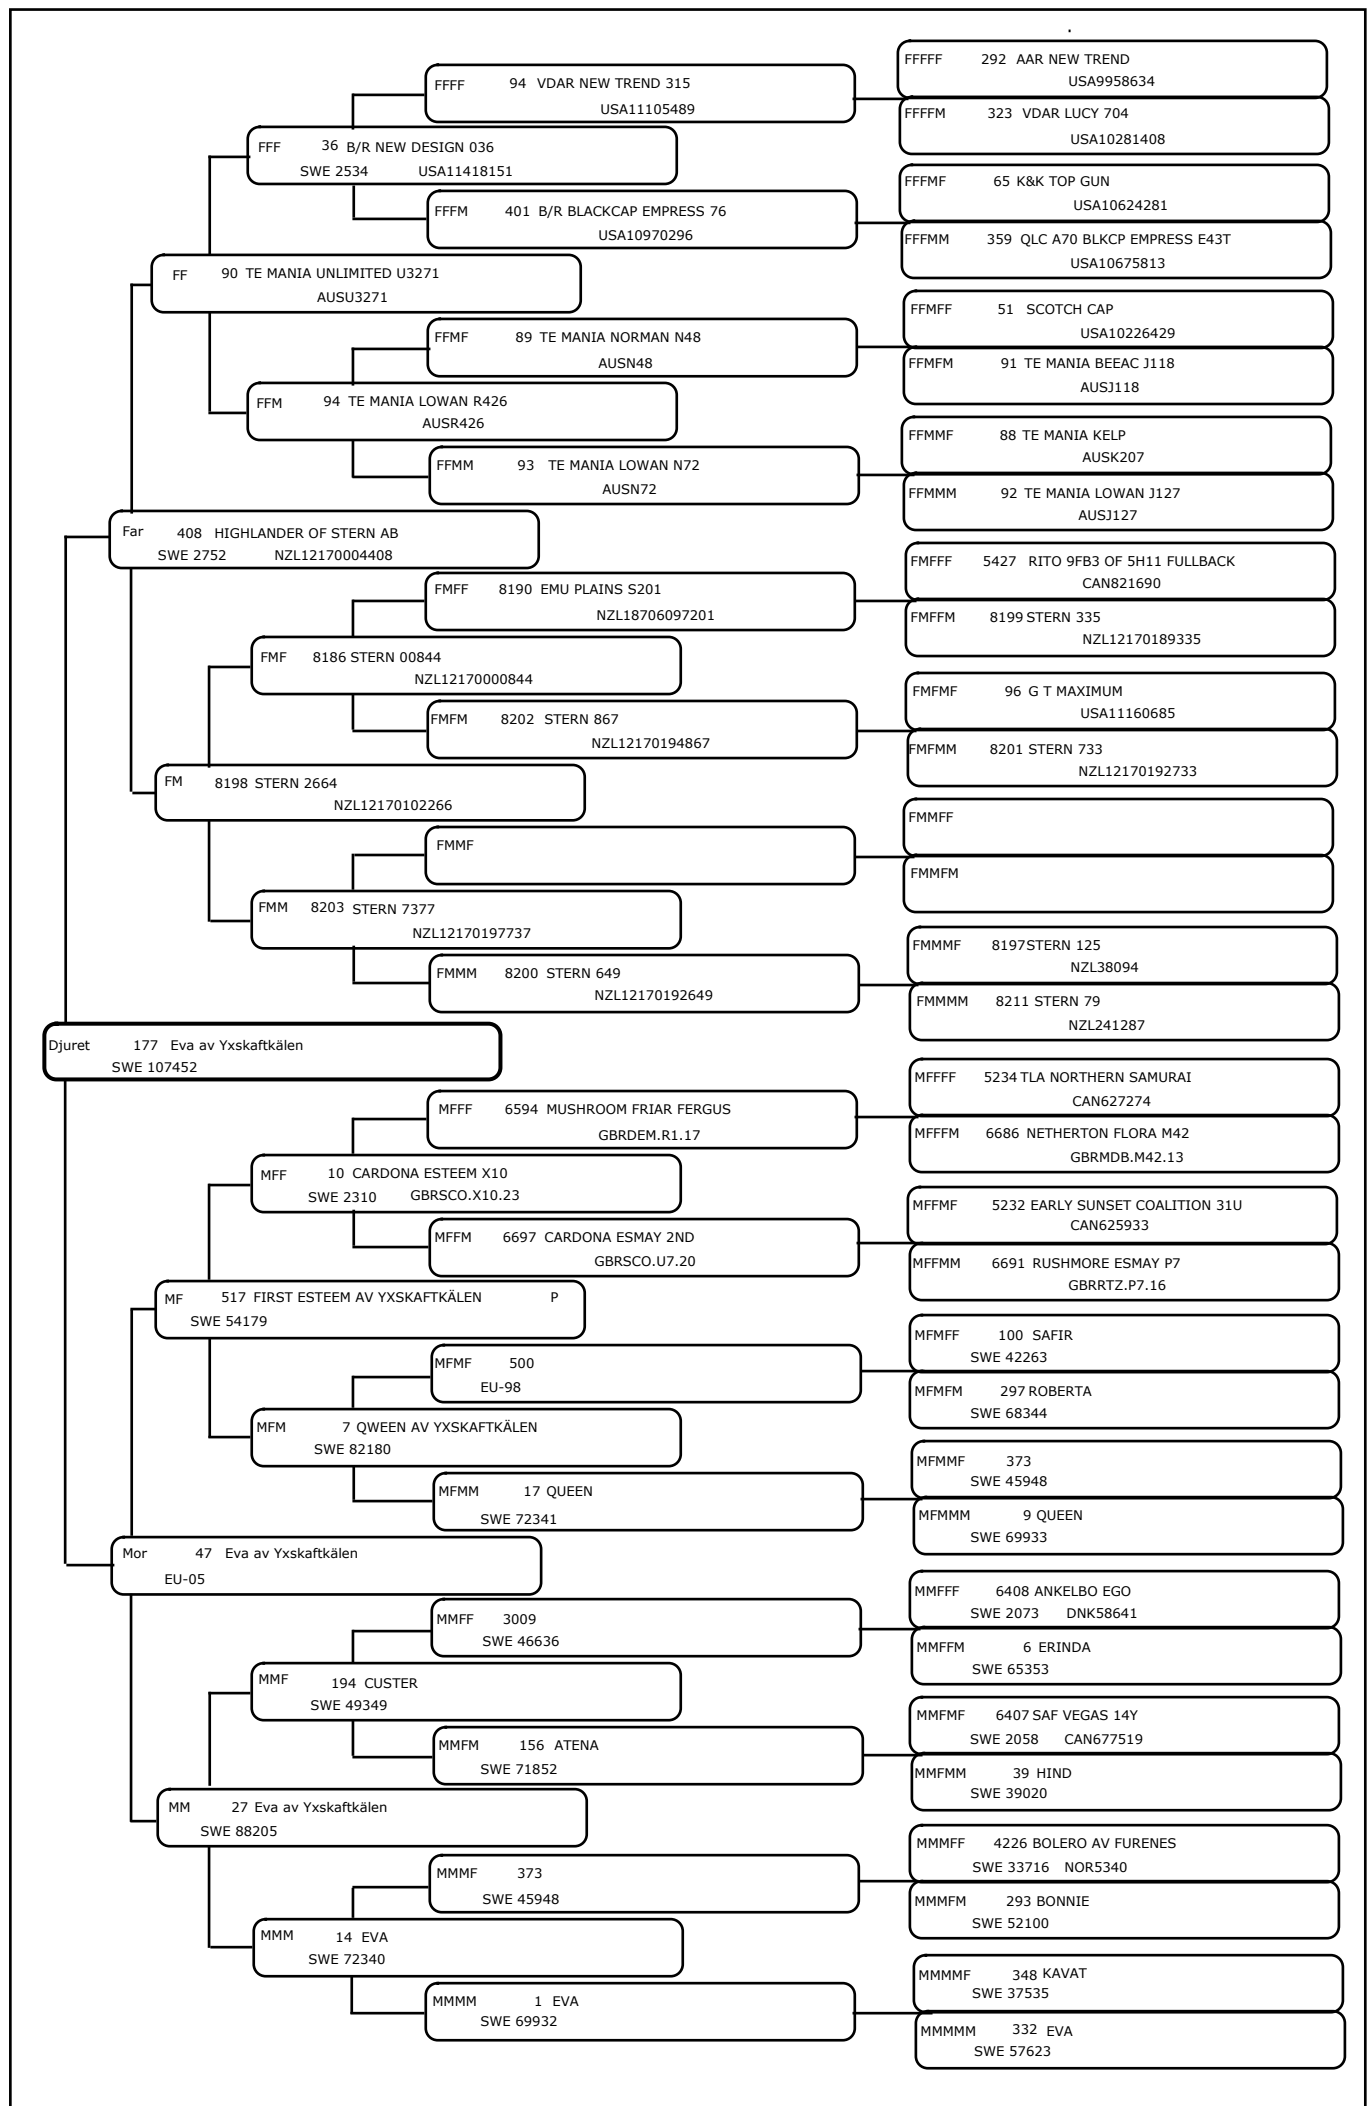 FFFFF 292 AAR NEW TREND
USA9958634
FFFF 94 VDAR NEW TREND 315
USA11105489
FFFFM 323 VDAR LUCY 704
USA10281408
FFF 36 B/R NEW DESIGN 036
SWE 2534 USA11418151
FFFMF 65 K&K TOP GUN
USA10624281
FFFM 401 B/R BLACKCAP EMPRESS 76
USA10970296
FFFMM 359 QLC A70 BLKCP EMPRESS E43T
USA10675813
FF 90 TE MANIA UNLIMITED U3271
AUSU3271
FFMFF 51 SCOTCH CAP
USA10226429
FFMF 89 TE MANIA NORMAN N48
AUSN48
FFMFM 91 TE MANIA BEEAC J118
AUSJ118
FFM 94 TE MANIA LOWAN R426
AUSR426
FFMMF 88 TE MANIA KELP
AUSK207
FFMM 93 TE MANIA LOWAN N72
AUSN72
FFMMM 92 TE MANIA LOWAN J127
AUSJ127
Far 408 HIGHLANDER OF STERN AB
SWE 2752 NZL12170004408
FMFFF 5427 RITO 9FB3 OF 5H11 FULLBACK
CAN821690
FMFF 8190 EMU PLAINS S201
NZL18706097201
FMFFM 8199 STERN 335
NZL12170189335
FMF 8186 STERN 00844
NZL12170000844
FMFMF 96 G T MAXIMUM
USA11160685
FMFM 8202 STERN 867
NZL12170194867
FMFMM 8201 STERN 733
NZL12170192733
FM 8198 STERN 2664
NZL12170102266
FMMFF
FMMF
FMMFM
FMM 8203 STERN 7377
NZL12170197737
FMMMF 8197STERN 125
NZL38094
FMMM 8200 STERN 649
NZL12170192649
FMMMM 8211 STERN 79
NZL241287
Djuret 177 Eva av Yxskaftkälen
SWE 107452
MFFFF 5234 TLA NORTHERN SAMURAI
CAN627274
MFFF 6594 MUSHROOM FRIAR FERGUS
GBRDEM.R1.17
MFFFM 6686 NETHERTON FLORA M42
GBRMDB.M42.13
MFF 10 CARDONA ESTEEM X10
SWE 2310 GBRSCO.X10.23
MFFMF 5232 EARLY SUNSET COALITION 31U
CAN625933
MFFM 6697 CARDONA ESMAY 2ND
GBRSCO.U7.20
MFFMM 6691 RUSHMORE ESMAY P7
GBRRTZ.P7.16
MF 517 FIRST ESTEEM AV YXSKAFTKÄLEN P
SWE 54179
MFMFF 100 SAFIR
SWE 42263
MFMF 500
EU-98
MFMFM 297 ROBERTA
SWE 68344
MFM 7 QWEEN AV YXSKAFTKÄLEN
SWE 82180
MFMMF 373
SWE 45948
MFMM 17 QUEEN
SWE 72341
MFMMM 9 QUEEN
SWE 69933
Mor 47 Eva av Yxskaftkälen
EU-05
MMFFF 6408 ANKELBO EGO
SWE 2073 DNK58641
MMFF 3009
SWE 46636
MMFFM 6 ERINDA
SWE 65353
MMF 194 CUSTER
SWE 49349
MMFMF 6407 SAF VEGAS 14Y
SWE 2058 CAN677519
MMFM 156 ATENA
SWE 71852
MMFMM 39 HIND
SWE 39020
MM 27 Eva av Yxskaftkälen
SWE 88205
MMMFF 4226 BOLERO AV FURENES
SWE 33716 NOR5340
MMMF 373
SWE 45948
MMMFM 293 BONNIE
SWE 52100
MMM 14 EVA
SWE 72340
MMMMF 348 KAVAT
SWE 37535
MMMM 1 EVA
SWE 69932
MMMMM 332 EVA
SWE 57623